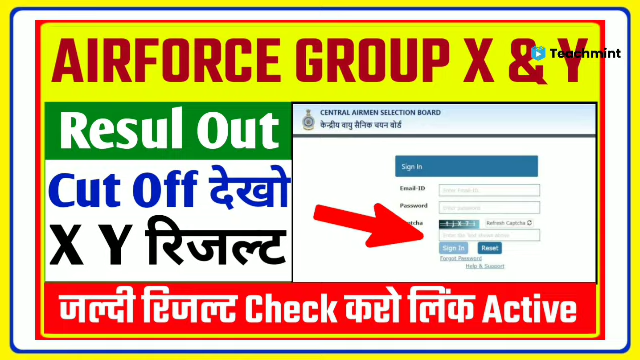 AIRFORCE GROUP X & Y
Teachmint
Resul Out
Cut Off देखो
X Y रिजल्ट
CENTRAL AIRMEN SELECTION BOARD
केन्द्रीय वायु सैनिक चयन बोर्ड
Sign In
Email-ID
Enter Email-ID
Password
Enter password
Refresh Captcha
Sign In Reset
Forgot Password
Help & Support
जल्दी रिजल्ट Check करो लिंक Active